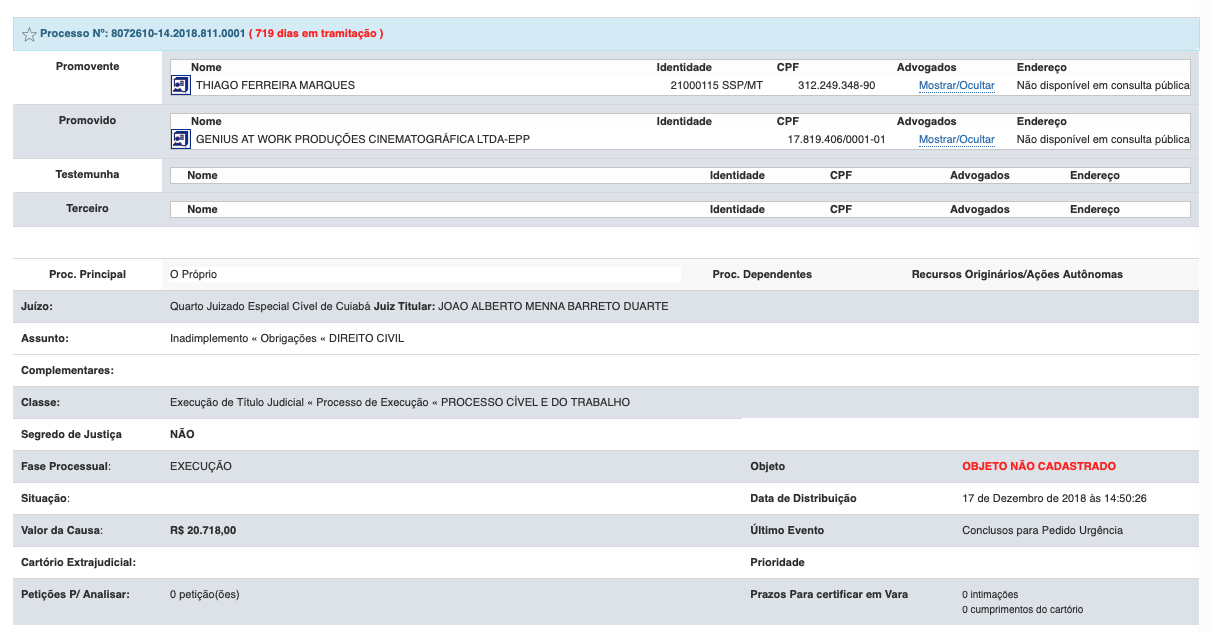 Processo Nº: 8072610-14.2018.811.0001 ( 719 dias em tramitação )
Promovente
Nome Identidade CPF Advogados Endereço
THIAGO FERREIRA MARQUES 21000115 SSP/MT 312.249.348-90 Mostrar/Ocultar Não disponível em consulta pública
Promovido
Nome Identidade CPF Advogados Endereço
GENIUS AT WORK PRODUÇÕES CINEMATOGRÁFICA LTDA-EPP 17.819.406/0001-01 Mostrar/Ocultar Não disponível em consulta pública
Testemunha Nome Identidade CPF Advogados Endereço
Terceiro Nome Identidade CPF Advogados Endereço
Proc. Principal O Próprio Proc. Dependentes Recursos Originários/Ações Autônomas
Juízo: Quarto Juizado Especial Cível de Cuiabá Juiz Titular: JOAO ALBERTO MENNA BARRETO DUARTE
Assunto: Inadimplemento « Obrigações « DIREITO CIVIL
Complementares:
Classe: Execução de Título Judicial « Processo de Execução « PROCESSO CÍVEL E DO TRABALHO
Segredo de Justiça NÃO
Fase Processual: EXECUÇÃO Objeto OBJETO NÃO CADASTRADO
Situação: Data de Distribuição 17 de Dezembro de 2018 às 14:50:26
Valor da Causa: R$ 20.718,00 Último Evento Conclusos para Pedido Urgência
Cartório Extrajudicial: Prioridade
Petições P/ Analisar: 0 petição(ões) Prazos Para certificar em Vara 0 intimações
0 cumprimentos do cartório